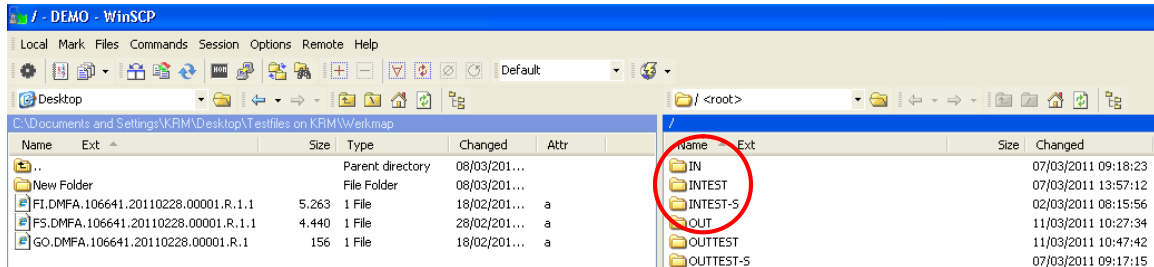 / - DEMO - WinSCP
Local Mark Files Commands Session Options Remote Help
Default
Desktop
/ <root>
C:\Documents and Settings\KRM\Desktop\Testfiles on KRM\Werkmap
/
Name Ext Size Type Changed Attr
Name Ext Size Changed
.. Parent directory 08/03/201...
IN 07/03/2011 09:18:23
New Folder File Folder 08/03/201...
INTEST 07/03/2011 13:57:12
FI.DMFA.106641.20110228.00001.R.1.1 5.263 1 File 18/02/201... a
INTEST-S 02/03/2011 08:15:56
FS.DMFA.106641.20110228.00001.R.1.1 4.440 1 File 28/02/201... a
OUT 11/03/2011 10:27:34
GO.DMFA.106641.20110228.00001.R.1 156 1 File 18/02/201... a
OUTTEST 11/03/2011 10:47:42
OUTTEST-S 07/03/2011 09:17:15